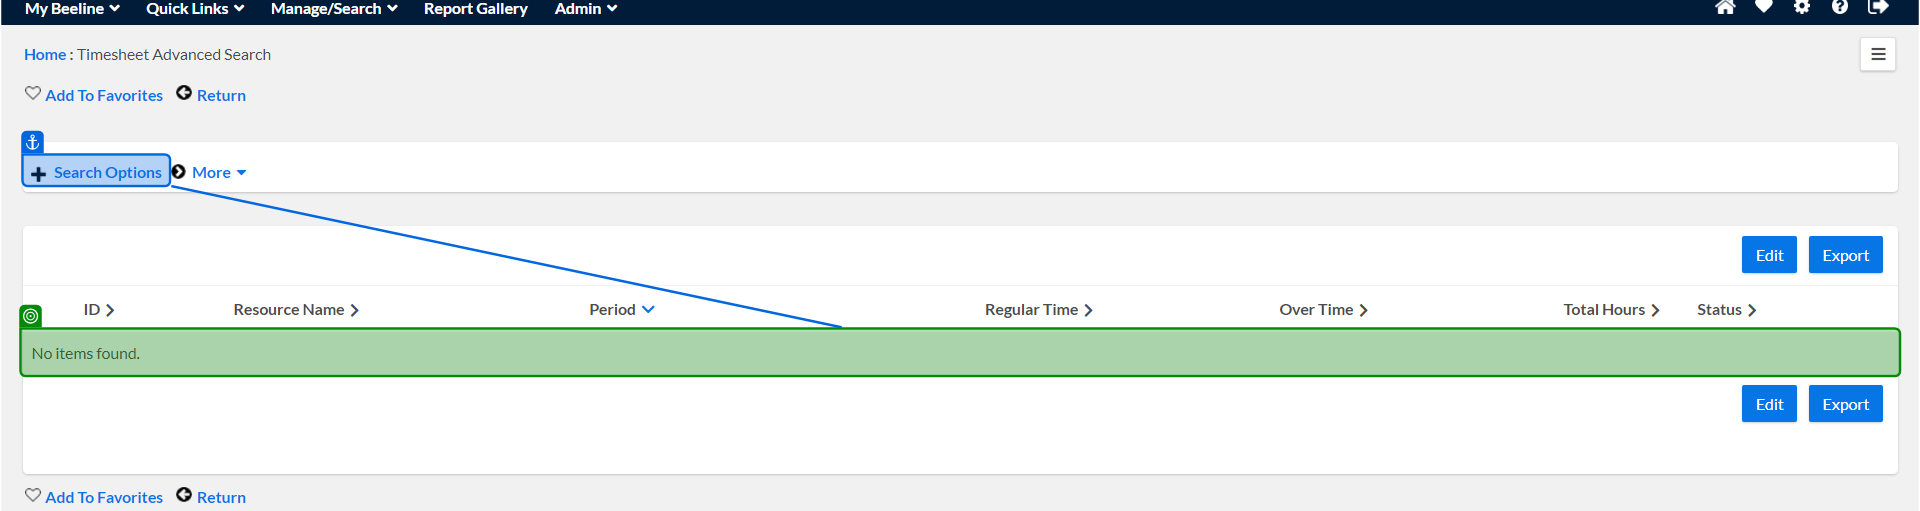 My Beeline Quick Links Manage/Search Report Gallery Admin
Home : Timesheet Advanced Search
Add To Favorites Return
Search Options More
Edit Export
ID Resource Name Period Regular Time Over Time Total Hours Status
No items found.
Edit Export
Add To Favorites Return